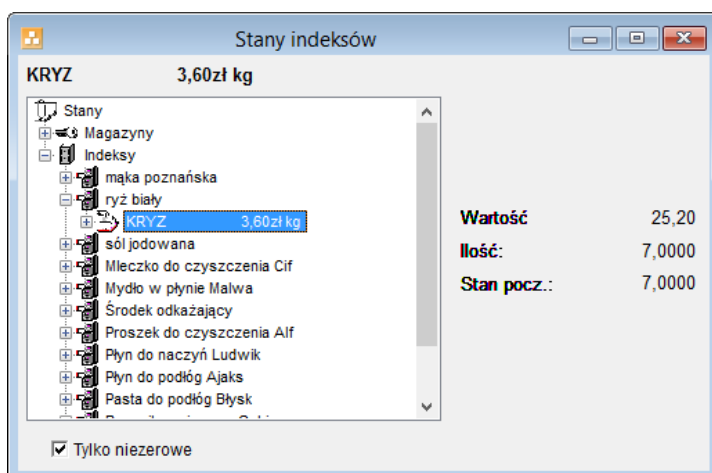 Stany indeksów
KRYZ 3,60zł kg
Stany
Magazyny
Indeksy
mąka poznańska
ryż biały
KRYZ 3,60zł kg
sól jodowana
Mleczko do czyszczenia Cif
Mydło w płynie Malwa
Środek odkażający
Proszek do czyszczenia Alf
Płyn do naczyń Ludwik
Płyn do podłóg Ajaks
Pasta do podłóg Błysk
Wartość 25,20
Ilość: 7,0000
Stan pocz.: 7,0000
Tylko niezerowe